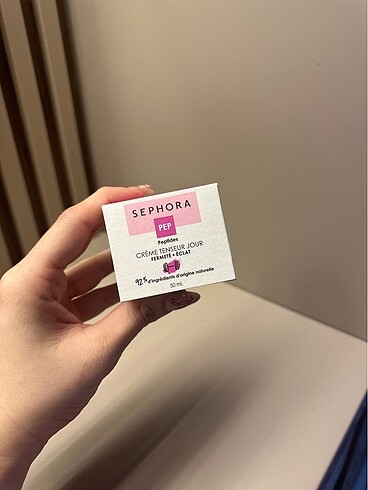 SEPHORA
PEP
Peptides
CRÈME TENSEUR JOUR
FERMETÉ + ÉCLAT
92% d'ingrédients d'origine naturelle
50 mL